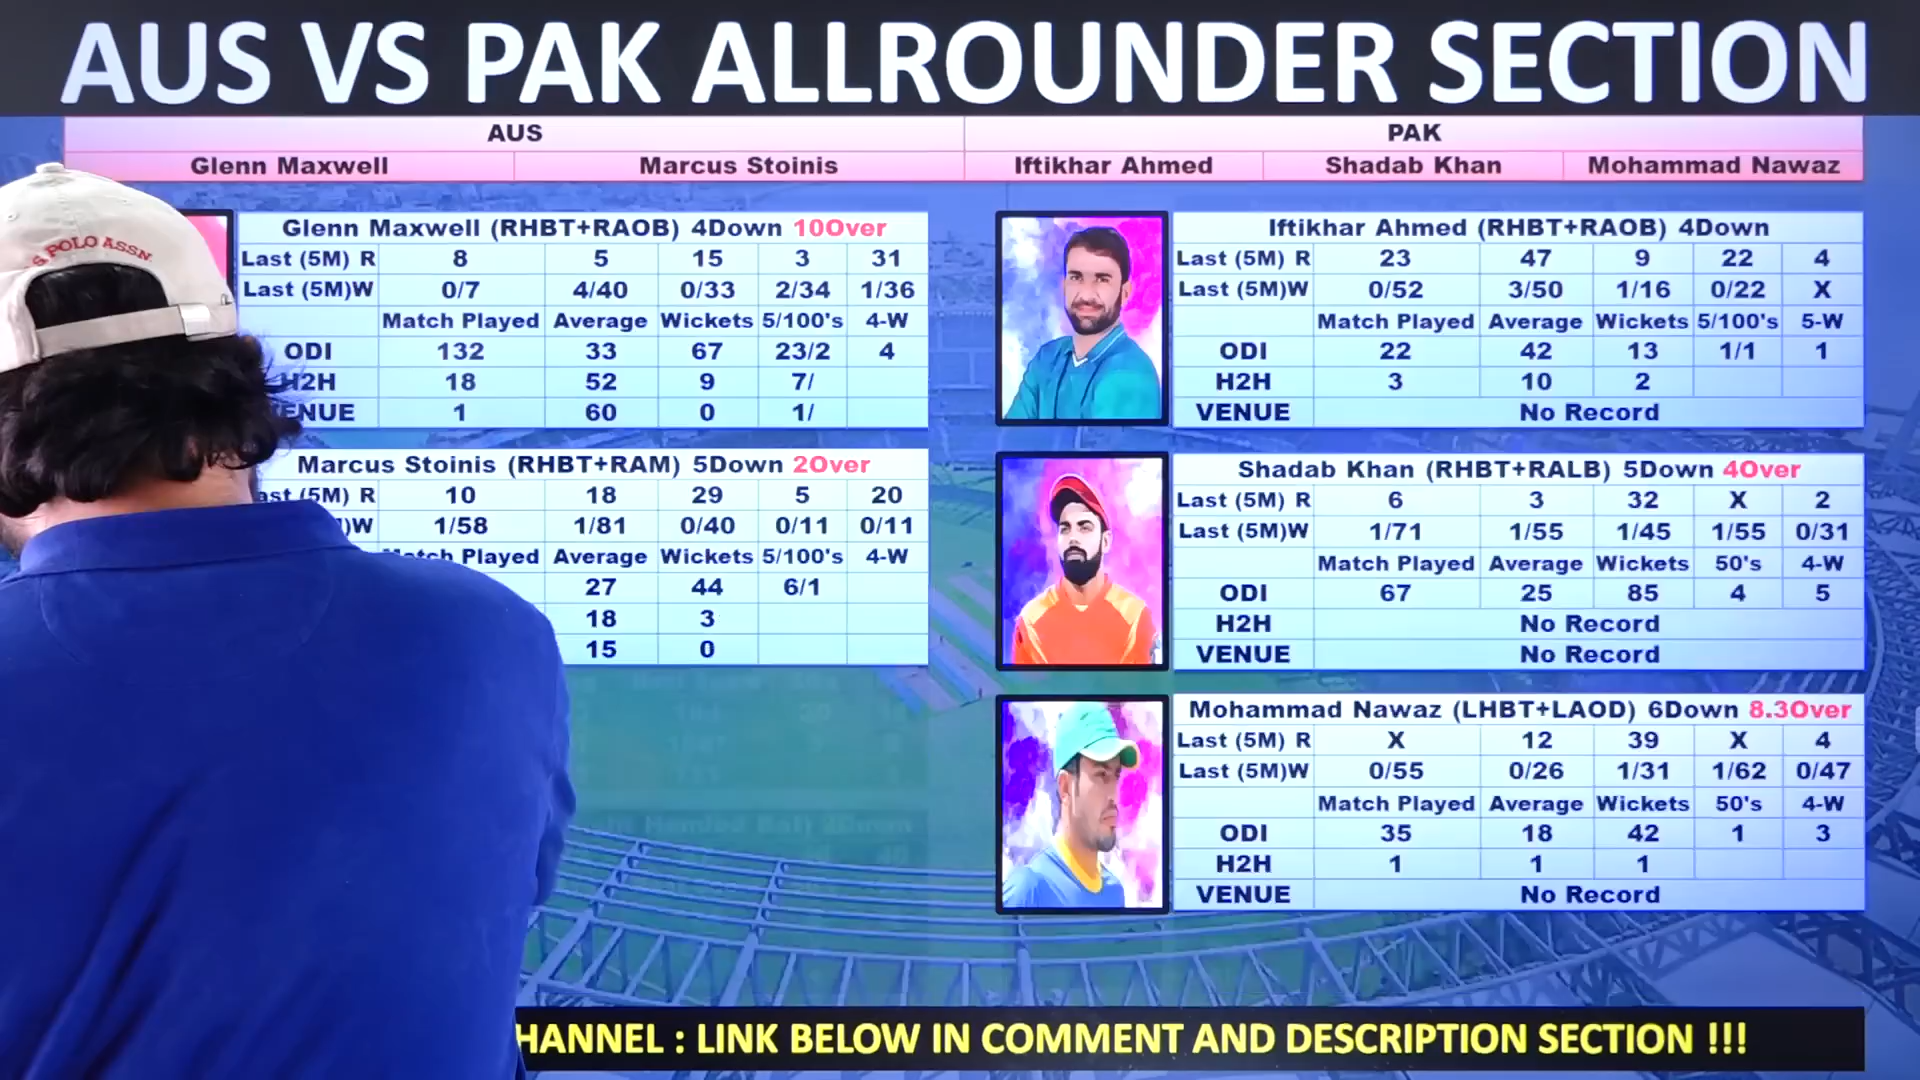 AUS VS PAK ALLROUNDER SECTION
AUS PAK
Glenn Maxwell Marcus Stoinis Iftikhar Ahmed Shadab Khan Mohammad Nawaz
POLO ASSN.
Glenn Maxwell (RHBT+RAOB) 4Down 10Over
Last (5M) R 8 5 15 3 31
Last (5M)W 0/7 4/40 0/33 2/34 1/36
Match Played Average Wickets 5/100's 4-W
ODI 132 33 67 23/2 4
H2H 18 52 9 7/
ENUE 1 60 0 1/
Marcus Stoinis (RHBT+RAM) 5Down 2Over
ast (5M) R 10 18 29 5 20
)W 1/58 1/81 0/40 0/11 0/11
Match Played Average Wickets 5/100's 4-W
27 44 6/1
18 3
15 0
Iftikhar Ahmed (RHBT+RAOB) 4Down
Last (5M) R 23 47 9 22 4
Last (5M)W 0/52 3/50 1/16 0/22 X
Match Played Average Wickets 5/100's 5-W
ODI 22 42 13 1/1 1
H2H 3 10 2
VENUE No Record
Shadab Khan (RHBT+RALB) 5Down 4Over
Last (5M) R 6 3 32 X 2
Last (5M)W 1/71 1/55 1/45 1/55 0/31
Match Played Average Wickets 50's 4-W
ODI 67 25 85 4 5
H2H No Record
VENUE No Record
Mohammad Nawaz (LHBT+LAOD) 6Down 8.3Over
Last (5M) R X 12 39 X 4
Last (5M)W 0/55 0/26 1/31 1/62 0/47
Match Played Average Wickets 50's 4-W
ODI 35 18 42 1 3
H2H 1 1 1
VENUE No Record
HANNEL : LINK BELOW IN COMMENT AND DESCRIPTION SECTION !!!